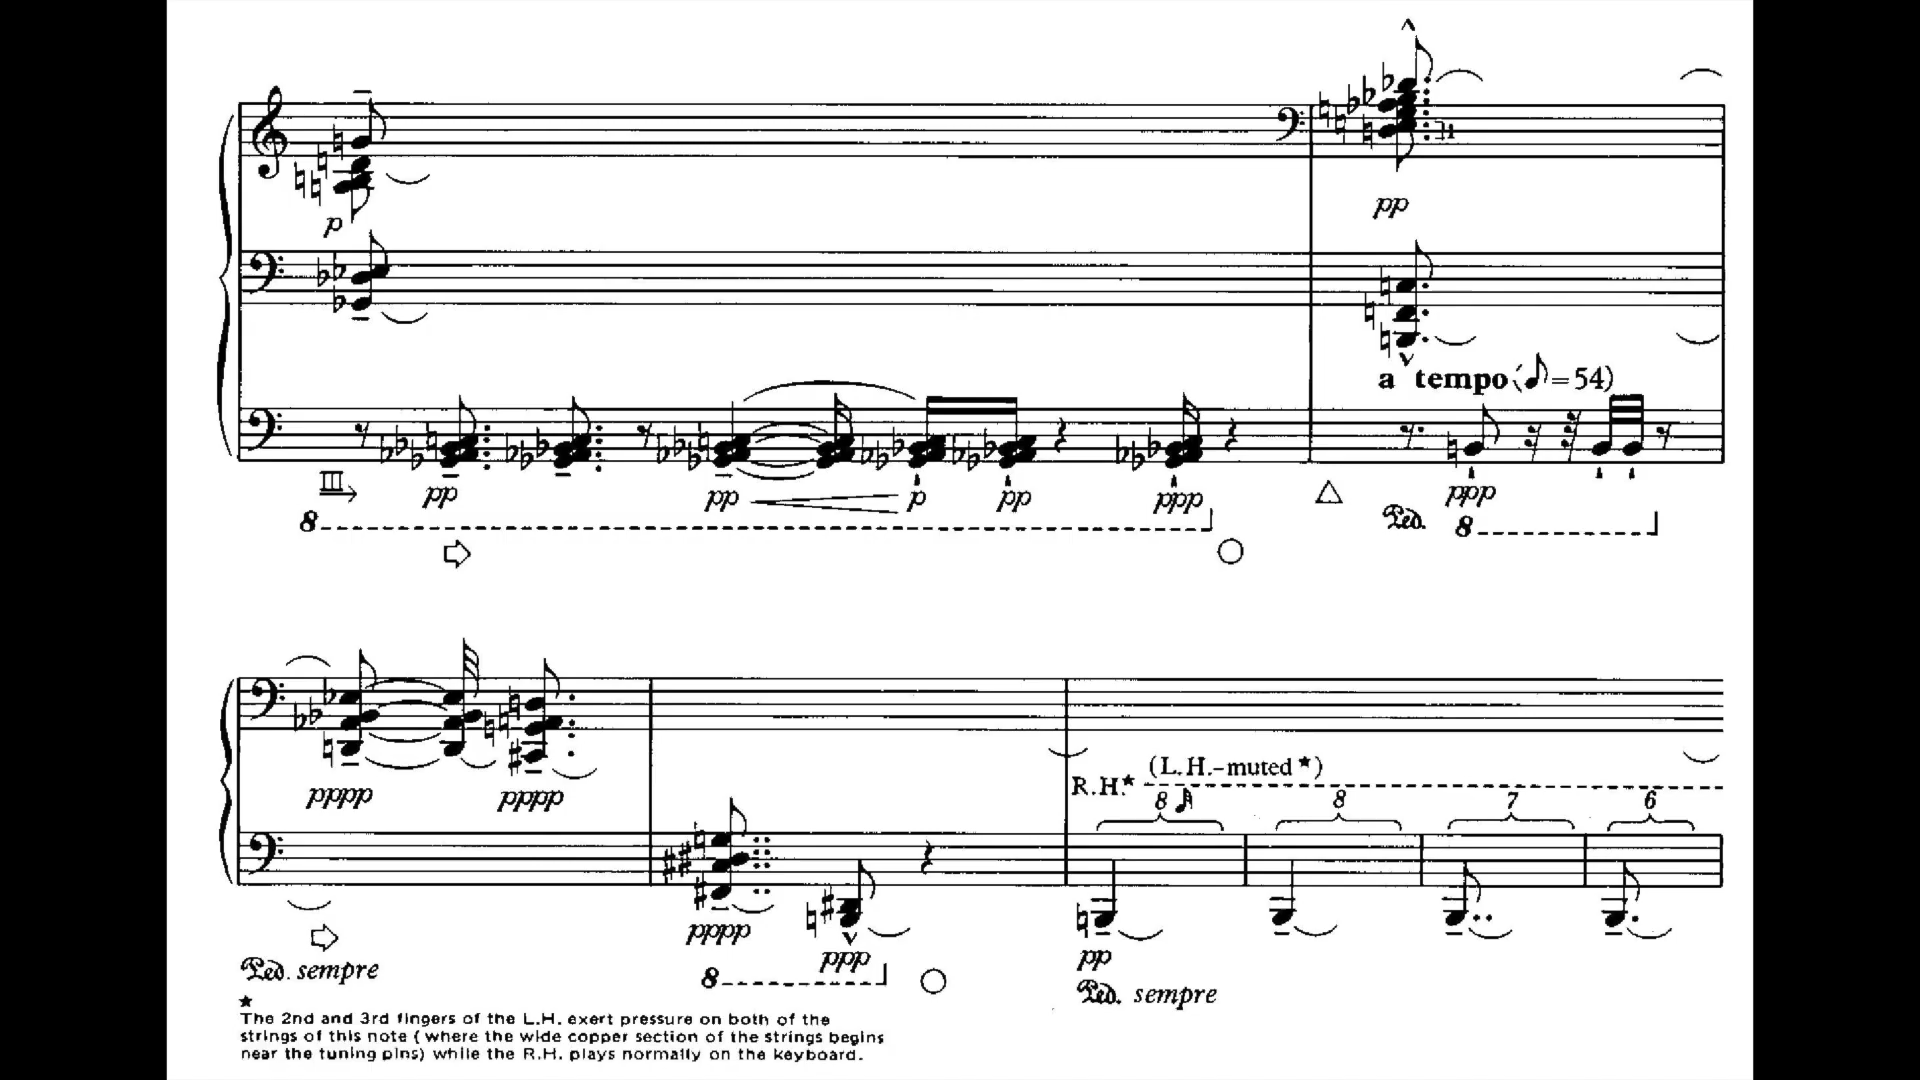 p
pp
a tempo (♪=54)
III
pp pp p pp ppp ppp
8 Ped. 8
pppp pppp
R.H.★ (L.H.-muted ★)
8 8 7 6
pppp ppp pp
8
Ped. sempre
Ped. sempre
★
The 2nd and 3rd fingers of the L.H. exert pressure on both of the
strings of this note (where the wide copper section of the strings begins
near the tuning pins) while the R.H. plays normally on the keyboard.